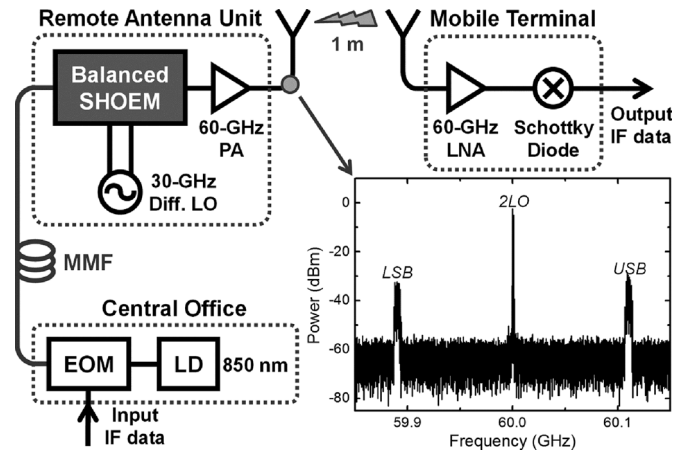 Remote Antenna Unit
Mobile Terminal
1 m
Balanced
SHOEM
60-GHz
PA
30-GHz
Diff. LO
60-GHz
LNA
Schottky
Diode
Output
IF data
MMF
Central Office
EOM
LD
850 nm
Input
IF data
2LO
LSB
USB
Power (dBm)
0
-20
-40
-60
-80
59.9
60.0
60.1
Frequency (GHz)